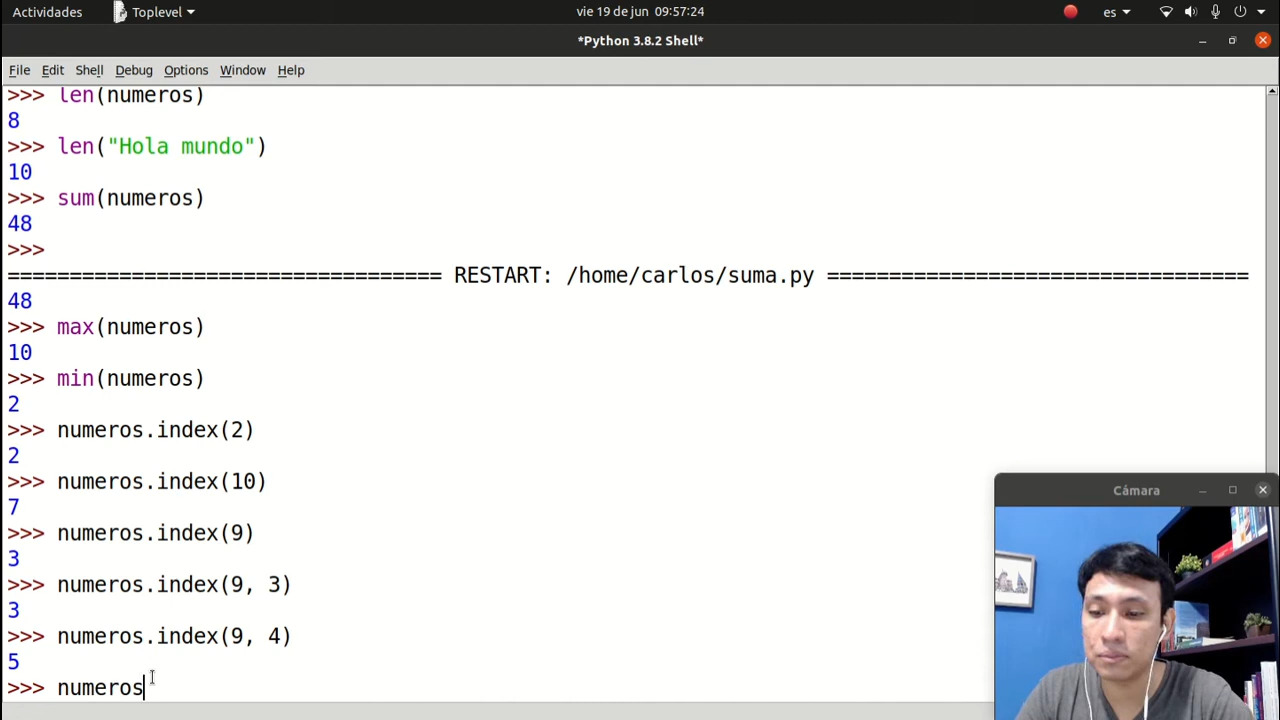 Actividades Toplevel vie 19 de jun 09:57:24 es
*Python 3.8.2 Shell*
File Edit Shell Debug Options Window Help
>>> len(numeros)
8
>>> len("Hola mundo")
10
>>> sum(numeros)
48
>>>
================================== RESTART: /home/carlos/suma.py ==================================
48
>>> max(numeros)
10
>>> min(numeros)
2
>>> numeros.index(2)
2
>>> numeros.index(10)
7
>>> numeros.index(9)
3
>>> numeros.index(9, 3)
3
>>> numeros.index(9, 4)
5
>>> numeros
Cámara